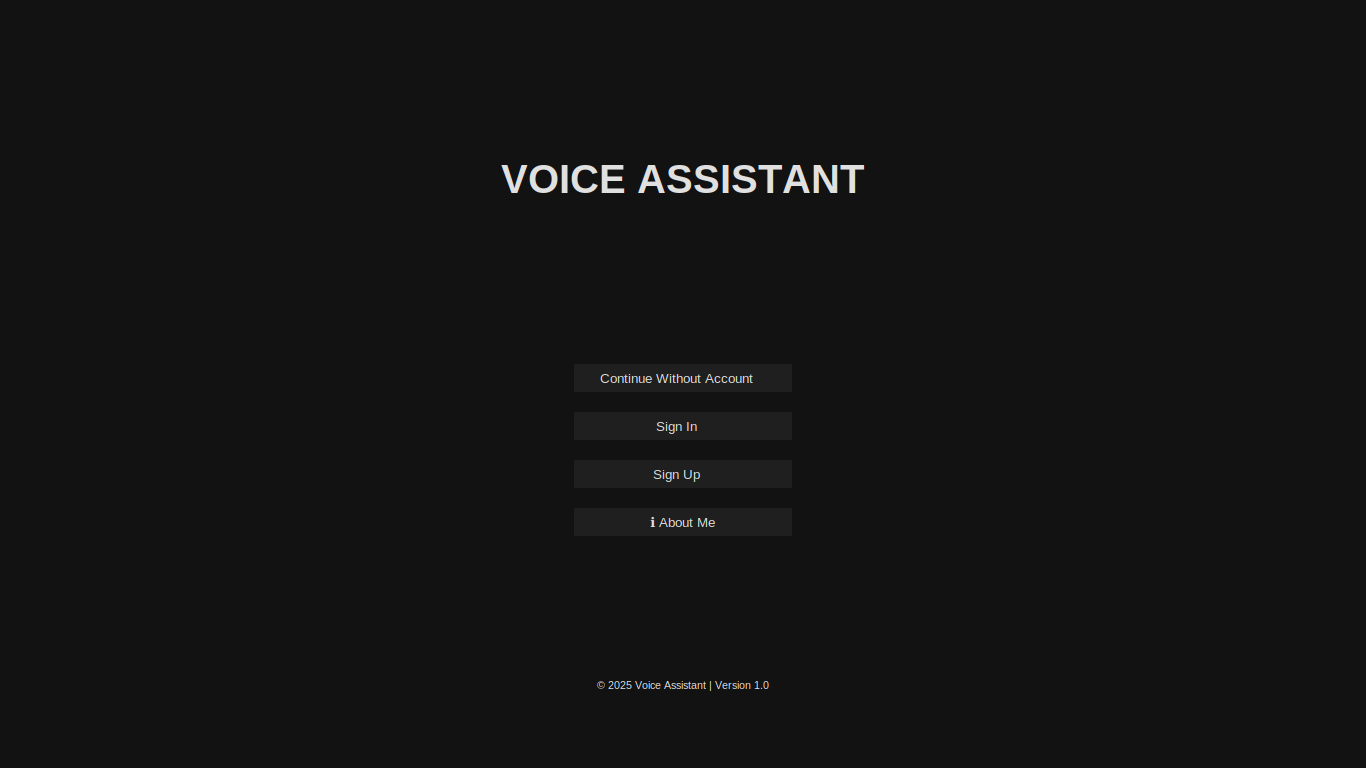 VOICE ASSISTANT
Continue Without Account
Sign In
Sign Up
ℹ About Me
© 2025 Voice Assistant | Version 1.0